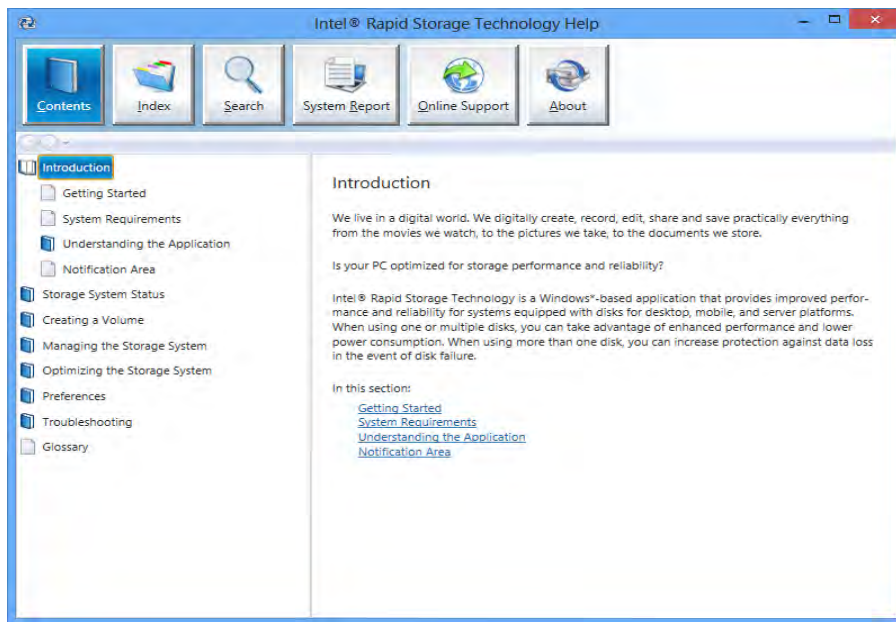 Intel® Rapid Storage Technology Help
Contents
Index
Search
System Report
Online Support
About
Introduction
Getting Started
System Requirements
Understanding the Application
Notification Area
Storage System Status
Creating a Volume
Managing the Storage System
Optimizing the Storage System
Preferences
Troubleshooting
Glossary
Introduction
We live in a digital world. We digitally create, record, edit, share and save practically everything
from the movies we watch, to the pictures we take, to the documents we store.
Is your PC optimized for storage performance and reliability?
Intel® Rapid Storage Technology is a Windows*-based application that provides improved perfor-
mance and reliability for systems equipped with disks for desktop, mobile, and server platforms.
When using one or multiple disks, you can take advantage of enhanced performance and lower
power consumption. When using more than one disk, you can increase protection against data loss
in the event of disk failure.
In this section:
Getting Started
System Requirements
Understanding the Application
Notification Area